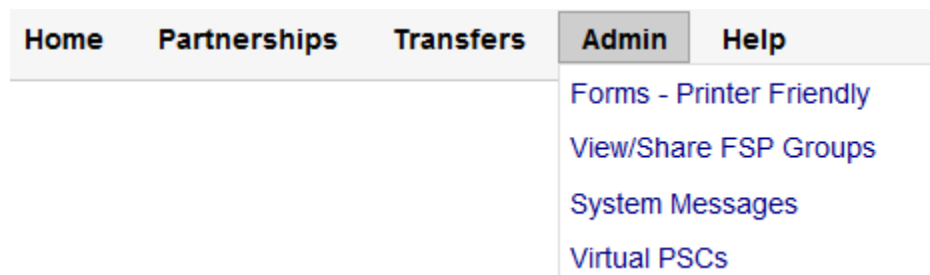 Home Partnerships Transfers Admin Help
Forms - Printer Friendly
View/Share FSP Groups
System Messages
Virtual PSCs